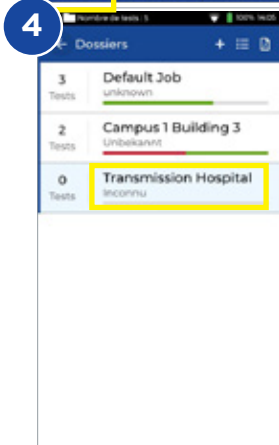 4
Nombre de tests : 5
100% 14:05
← Dossiers
3 Default Job
Tests unknown
2 Campus 1 Building 3
Tests Unbekannt
0 Transmission Hospital
Tests Inconnu